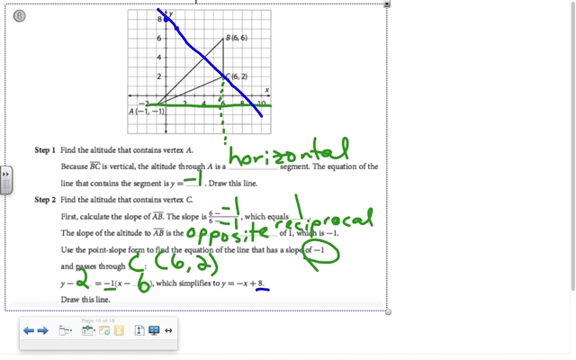 6
y
8
6
B(6, 6)
4
2
C(6, 2)
x
-2
2
4
6
8
10
A(-1, -1)
Step 1 Find the altitude that contains vertex A.
Because BC is vertical, the altitude through A is a horizontal segment. The equation of the
line that contains the segment is y = -1. Draw this line.
Step 2 Find the altitude that contains vertex C.
First, calculate the slope of AB. The slope is 6 - -1 / 6 - -1, which equals 1.
The slope of the altitude to AB is the opposite reciprocal of 1, which is -1.
Use the point-slope form to find the equation of the line that has a slope of -1
and passes through C: C (6, 2)
y - 2 = -1(x - 6), which simplifies to y = -x + 8.
Draw this line.